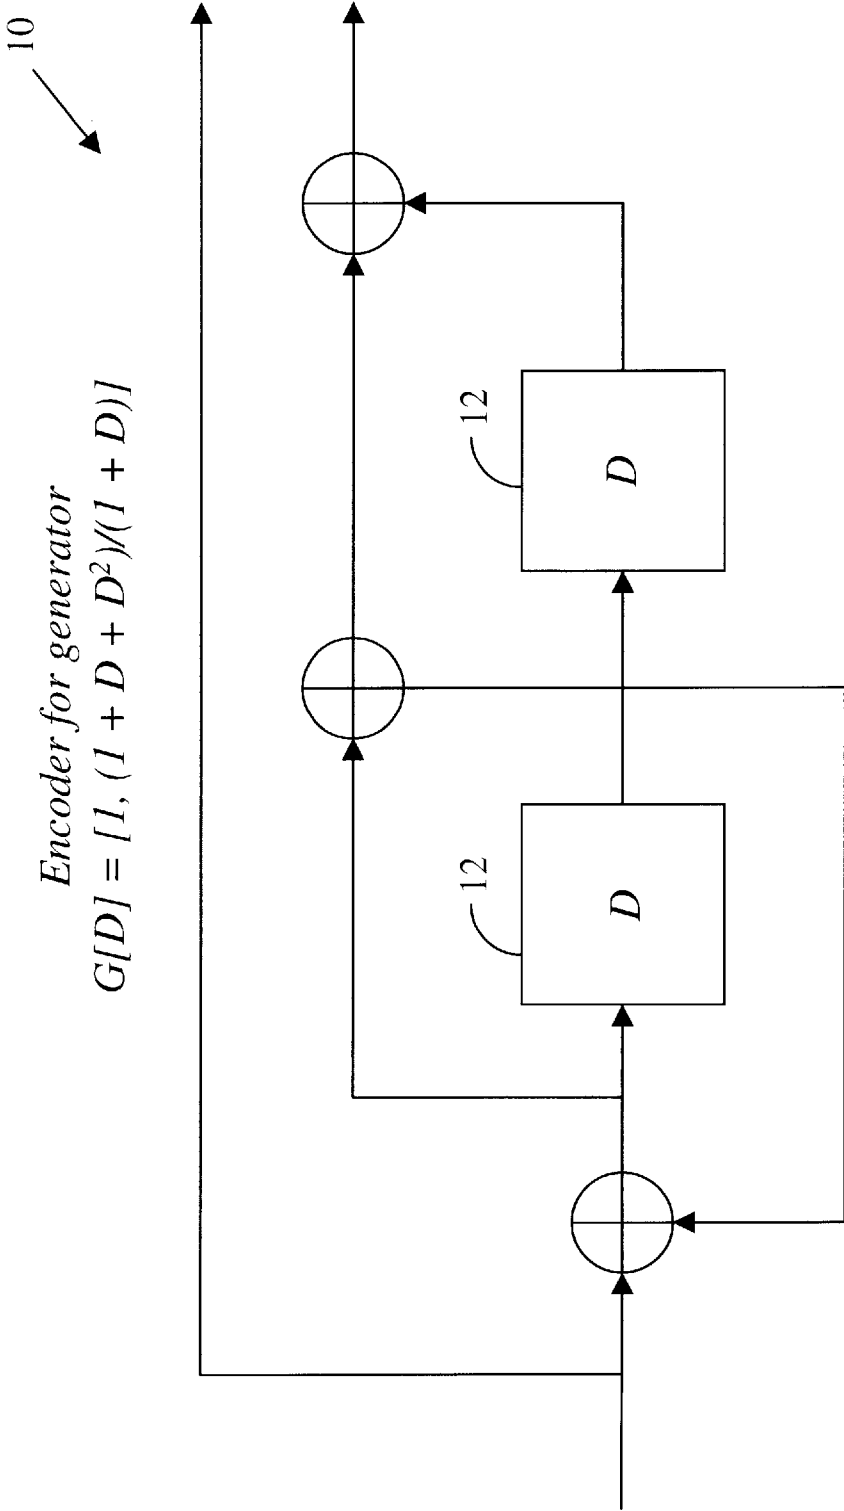 10
Encoder for generator
G[D] = [1, (1 + D + D²)/(1 + D)]
12
D
12
D